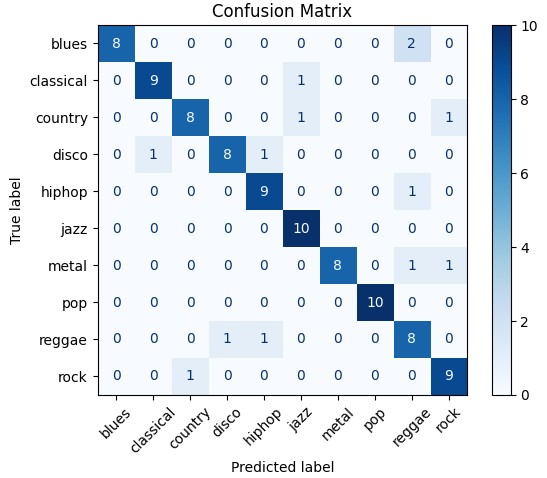 Confusion Matrix
blues 8 0 0 0 0 0 0 0 2 0
classical 0 9 0 0 0 1 0 0 0 0
country 0 0 8 0 0 1 0 0 0 1
disco 0 1 0 8 1 0 0 0 0 0
hiphop 0 0 0 0 9 0 0 0 1 0
jazz 0 0 0 0 0 10 0 0 0 0
metal 0 0 0 0 0 0 8 0 1 1
pop 0 0 0 0 0 0 0 10 0 0
reggae 0 0 0 1 1 0 0 0 8 0
rock 0 0 1 0 0 0 0 0 0 9
True label
blues classical country disco hiphop jazz metal pop reggae rock
Predicted label
10
8
6
4
2
0